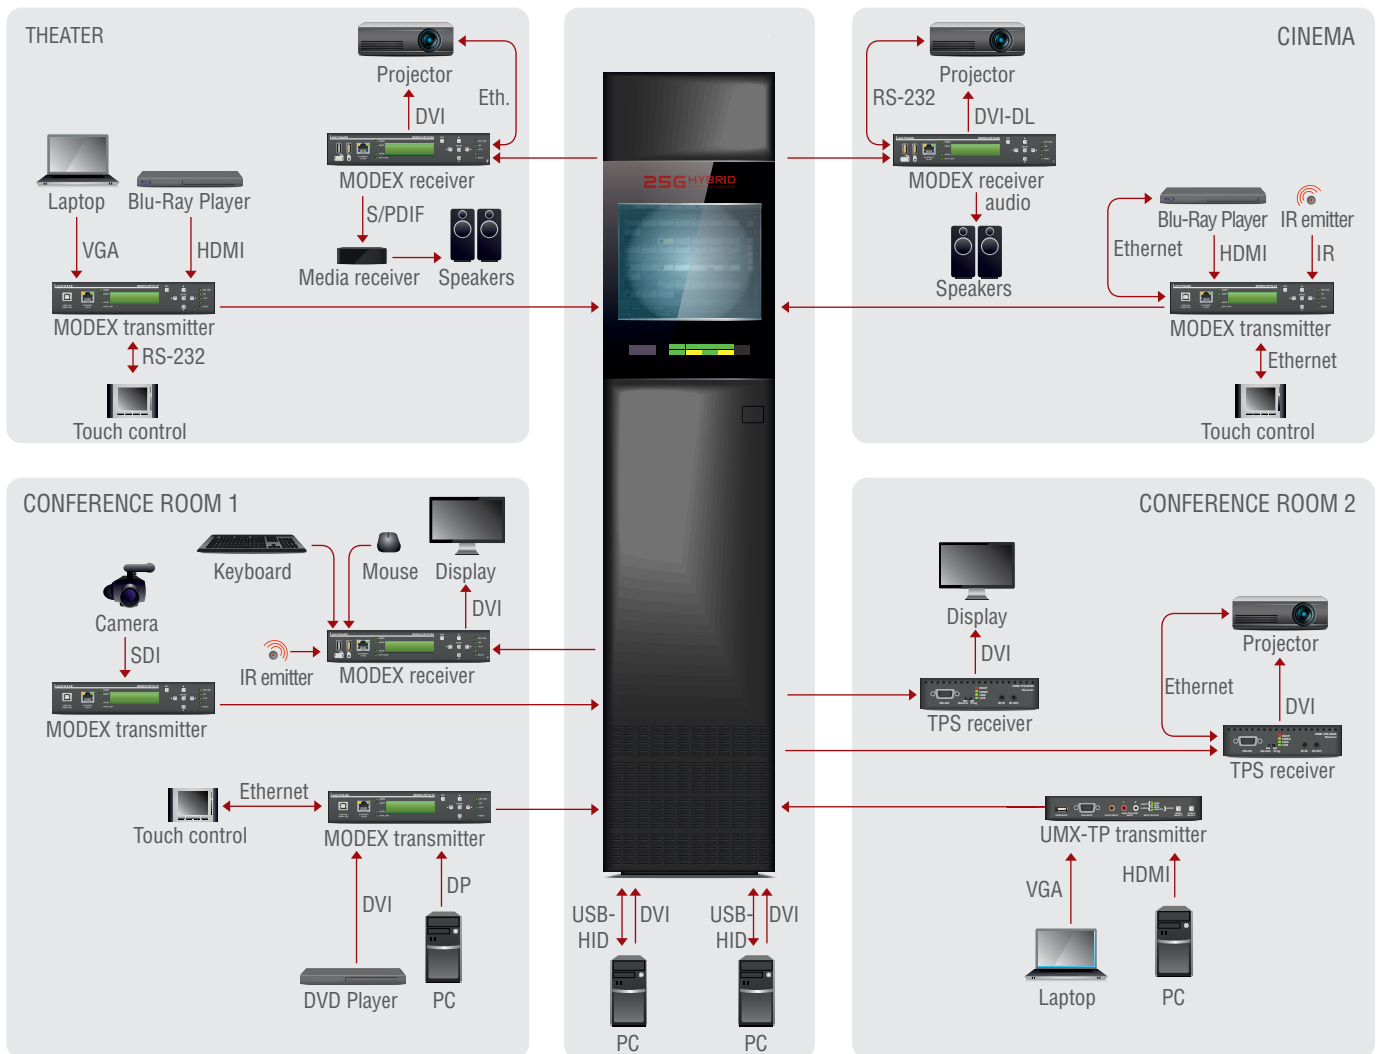 THEATER
Projector
DVI
Eth.
MODEX receiver
Laptop
Blu-Ray Player
VGA
HDMI
S/PDIF
Media receiver
Speakers
MODEX transmitter
RS-232
Touch control
25G HYBRID
CINEMA
Projector
RS-232
DVI-DL
MODEX receiver
audio
Speakers
Blu-Ray Player
IR emitter
Ethernet
HDMI
IR
MODEX transmitter
Ethernet
Touch control
CONFERENCE ROOM 1
Keyboard
Mouse
Display
Camera
DVI
SDI
IR emitter
MODEX receiver
MODEX transmitter
Ethernet
Touch control
MODEX transmitter
DVI
DP
DVD Player
PC
USB-
HID
DVI
PC
USB-
HID
DVI
PC
CONFERENCE ROOM 2
Display
DVI
TPS receiver
Projector
Ethernet
DVI
TPS receiver
UMX-TP transmitter
VGA
HDMI
Laptop
PC